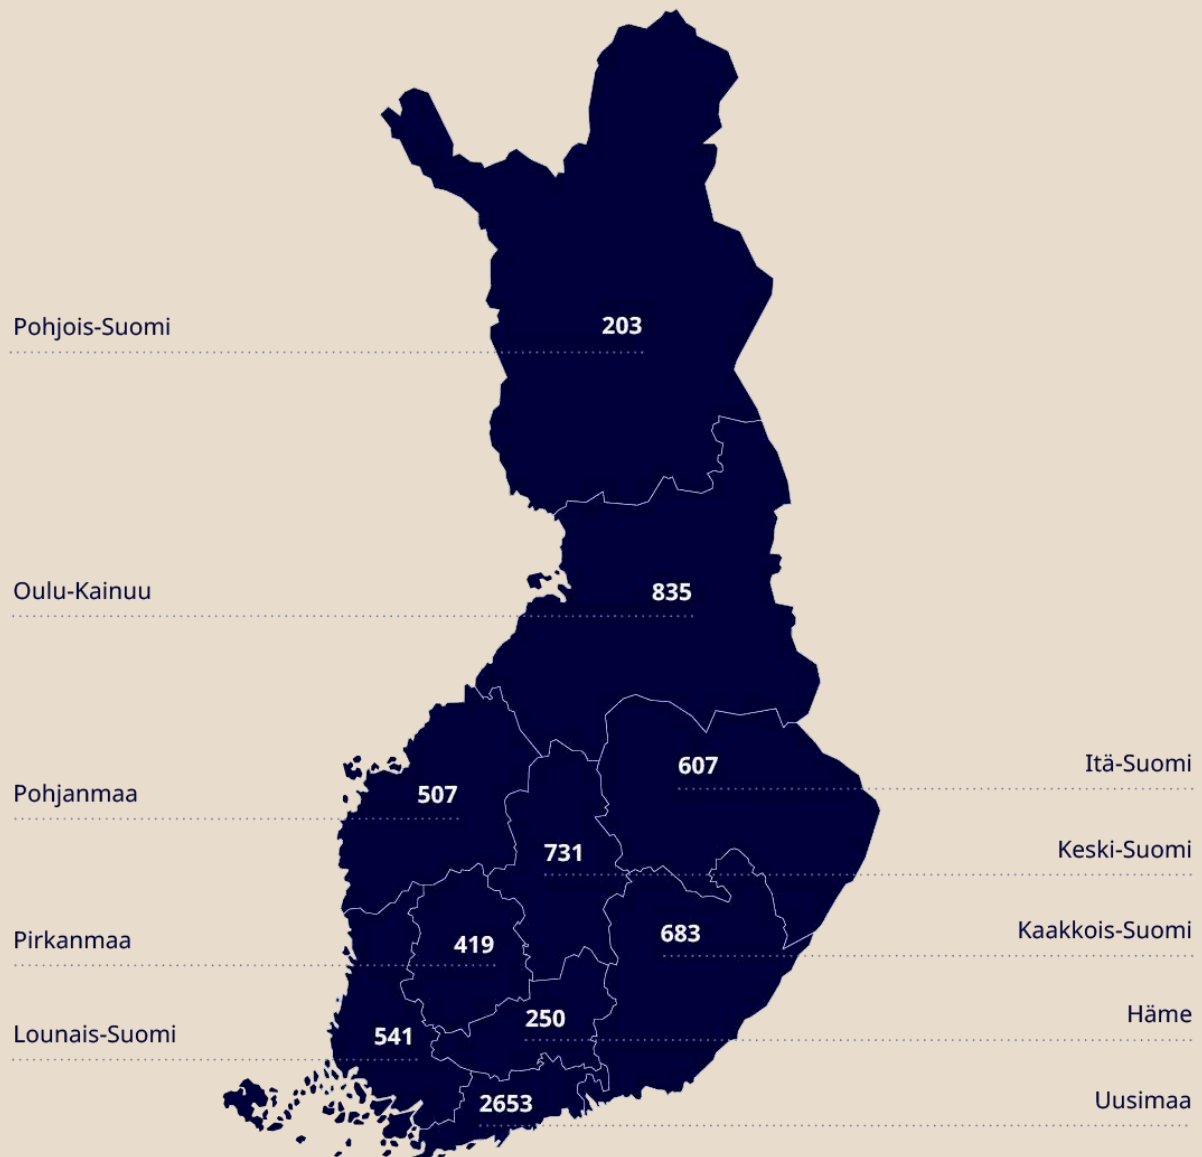 Pohjois-Suomi 203
Oulu-Kainuu 835
607 Itä-Suomi
Pohjanmaa 507
731 Keski-Suomi
683 Kaakkois-Suomi
Pirkanmaa 419
250 Häme
Lounais-Suomi 541
2653 Uusimaa